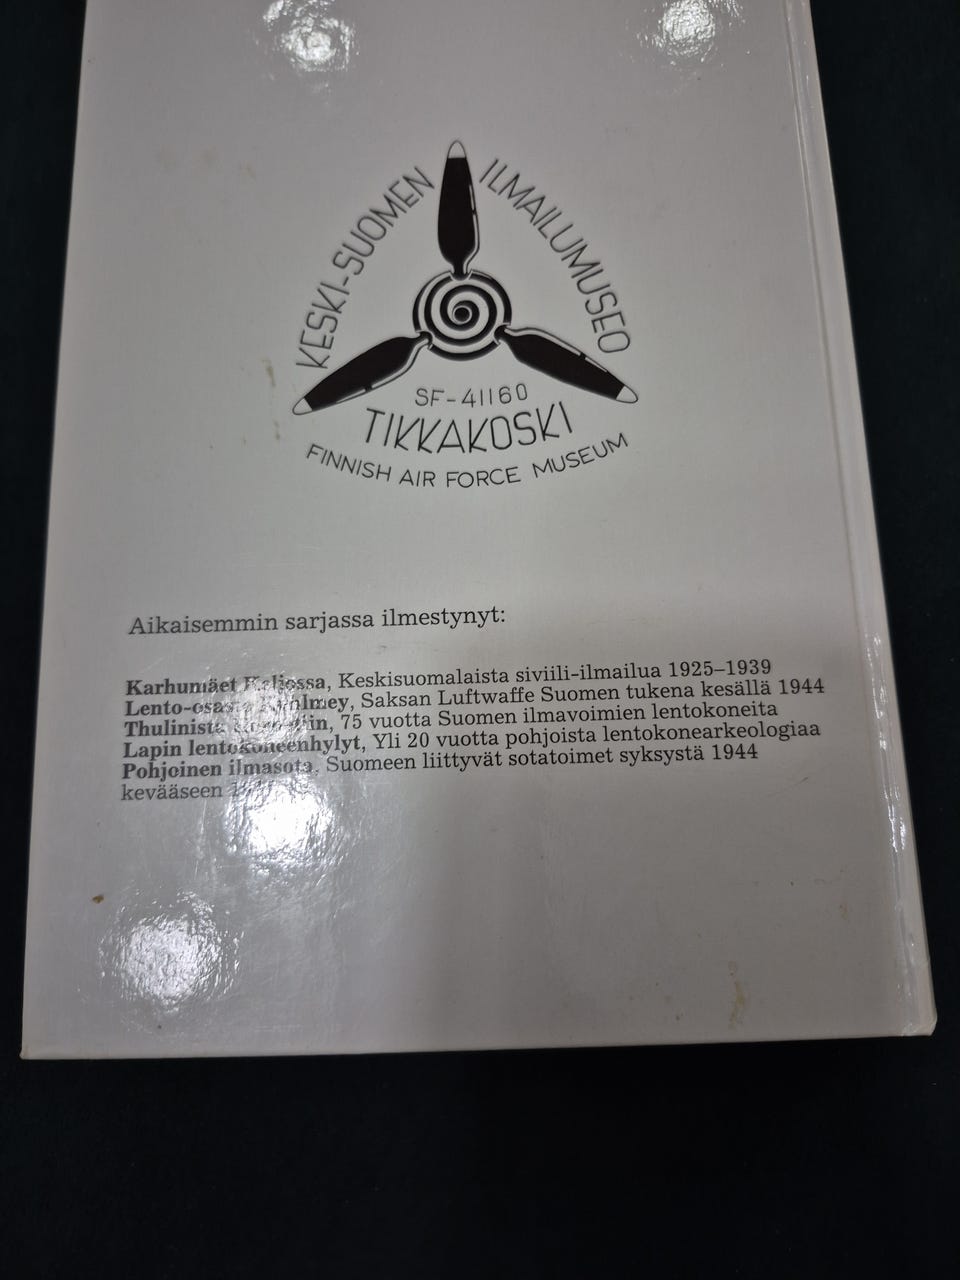 KESKI-SUOMEN ILMAILUMUSEO
SF-41160
TIKKAKOSKI
FINNISH AIR FORCE MUSEUM
Aikaisemmin sarjassa ilmestynyt:
Karhumäet Keljossa, Keskisuomalaista siviili-ilmailua 1925–1939
Lento-osasto Kuhlmey, Saksan Luftwaffe Suomen tukena kesällä 1944
Thulinista 75 vuotta Suomen ilmavoimien lentokoneita
Lapin lentokoneenhylyt, Yli 20 vuotta pohjoista lentokonearkeologiaa
Pohjoinen ilmasota, Suomeen liittyvät sotatoimet syksystä 1944
kevääseen